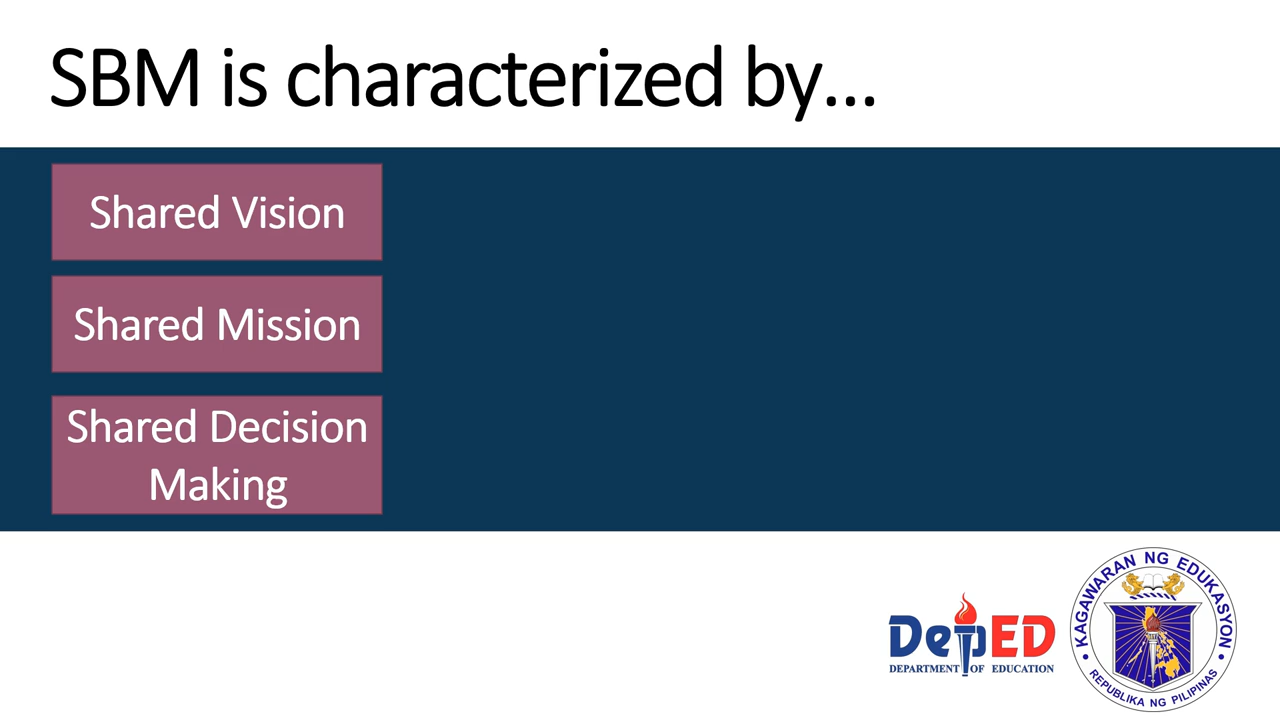 SBM is characterized by...
Shared Vision
Shared Mission
Shared Decision
Making
DepED
DEPARTMENT OF EDUCATION
KAGAWARAN NG EDUKASYON
REPUBLIKA NG PILIPINAS